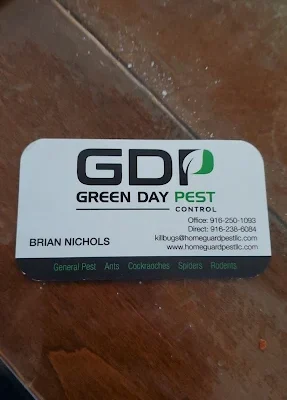 GDP
GREEN DAY PEST
CONTROL
Office: 916-250-1093
Direct: 916-238-6084
BRIAN NICHOLS
killbugs@homeguardpestllc.com
www.homeguardpestllc.com
General Pest Ants Cockraoches Spiders Rodents